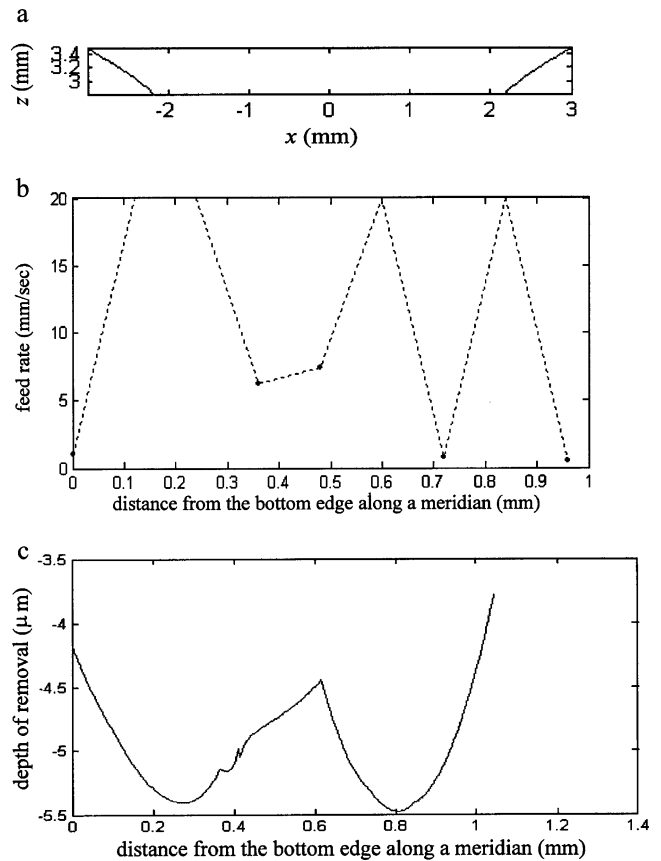 a
z (mm)
3.4
3.2
3
-2 -1 0 1 2 3
x (mm)
b
feed rate (mm/sec)
20
15
10
5
0
0 0.1 0.2 0.3 0.4 0.5 0.6 0.7 0.8 0.9 1
distance from the bottom edge along a meridian (mm)
c
depth of removal (μm)
-3.5
-4
-4.5
-5
-5.5
0 0.2 0.4 0.6 0.8 1 1.2 1.4
distance from the bottom edge along a meridian (mm)